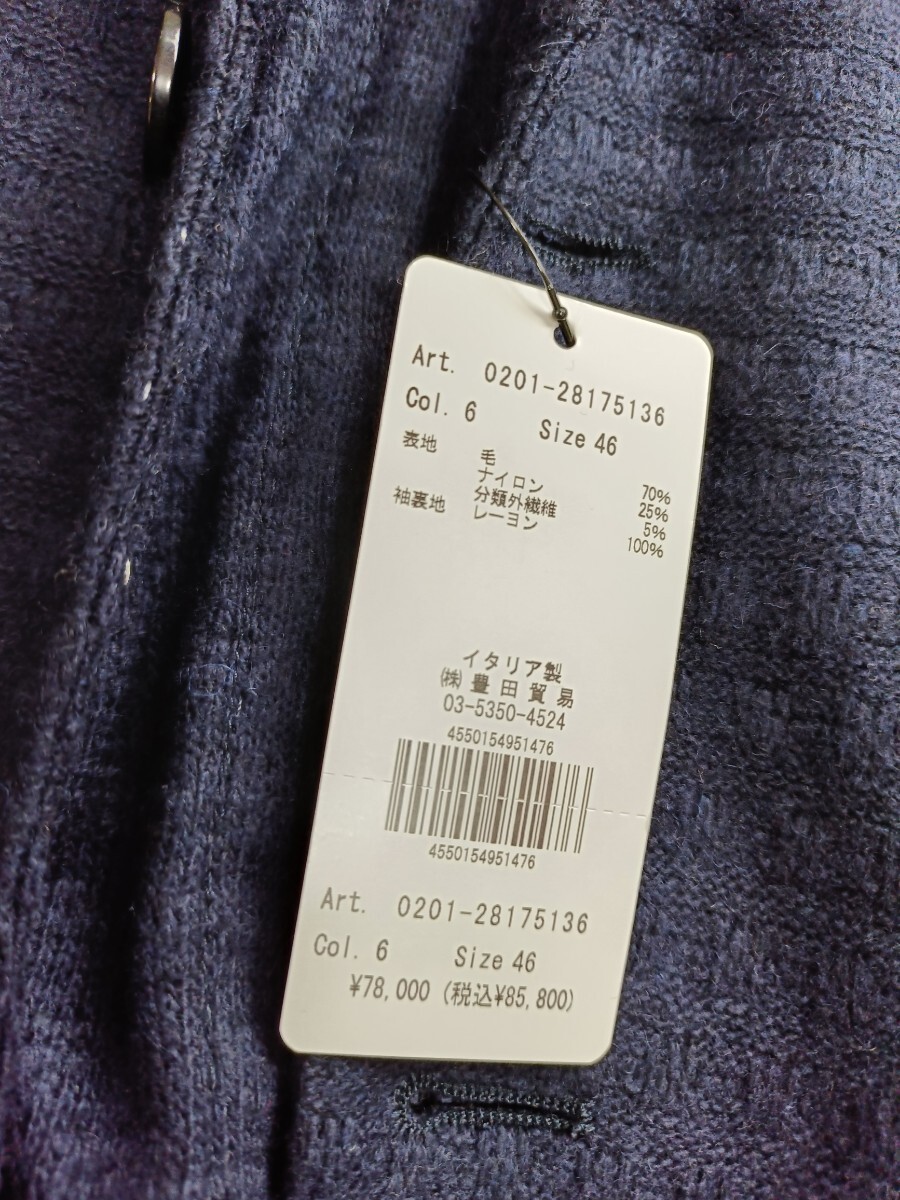 Art. 0201-28175136
Col. 6 Size 46
表地 毛 70%
ナイロン 25%
分類外繊維 5%
袖裏地 レーヨン 100%
イタリア製
㈱豊田貿易
03-5350-4524
4550154951476
4550154951476
Art. 0201-28175136
Col. 6 Size 46
¥78,000 (税込¥85,800)